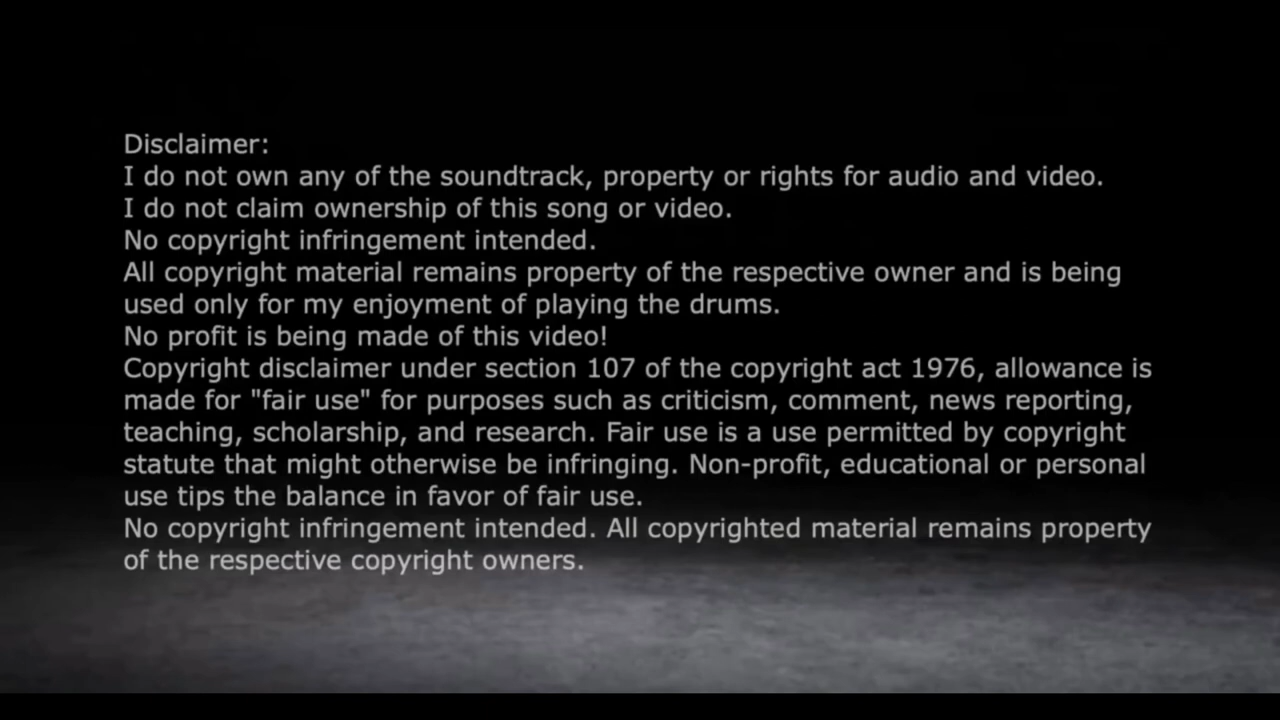 Disclaimer:
I do not own any of the soundtrack, property or rights for audio and video.
I do not claim ownership of this song or video.
No copyright infringement intended.
All copyright material remains property of the respective owner and is being
used only for my enjoyment of playing the drums.
No profit is being made of this video!
Copyright disclaimer under section 107 of the copyright act 1976, allowance is
made for "fair use" for purposes such as criticism, comment, news reporting,
teaching, scholarship, and research. Fair use is a use permitted by copyright
statute that might otherwise be infringing. Non-profit, educational or personal
use tips the balance in favor of fair use.
No copyright infringement intended. All copyrighted material remains property
of the respective copyright owners.